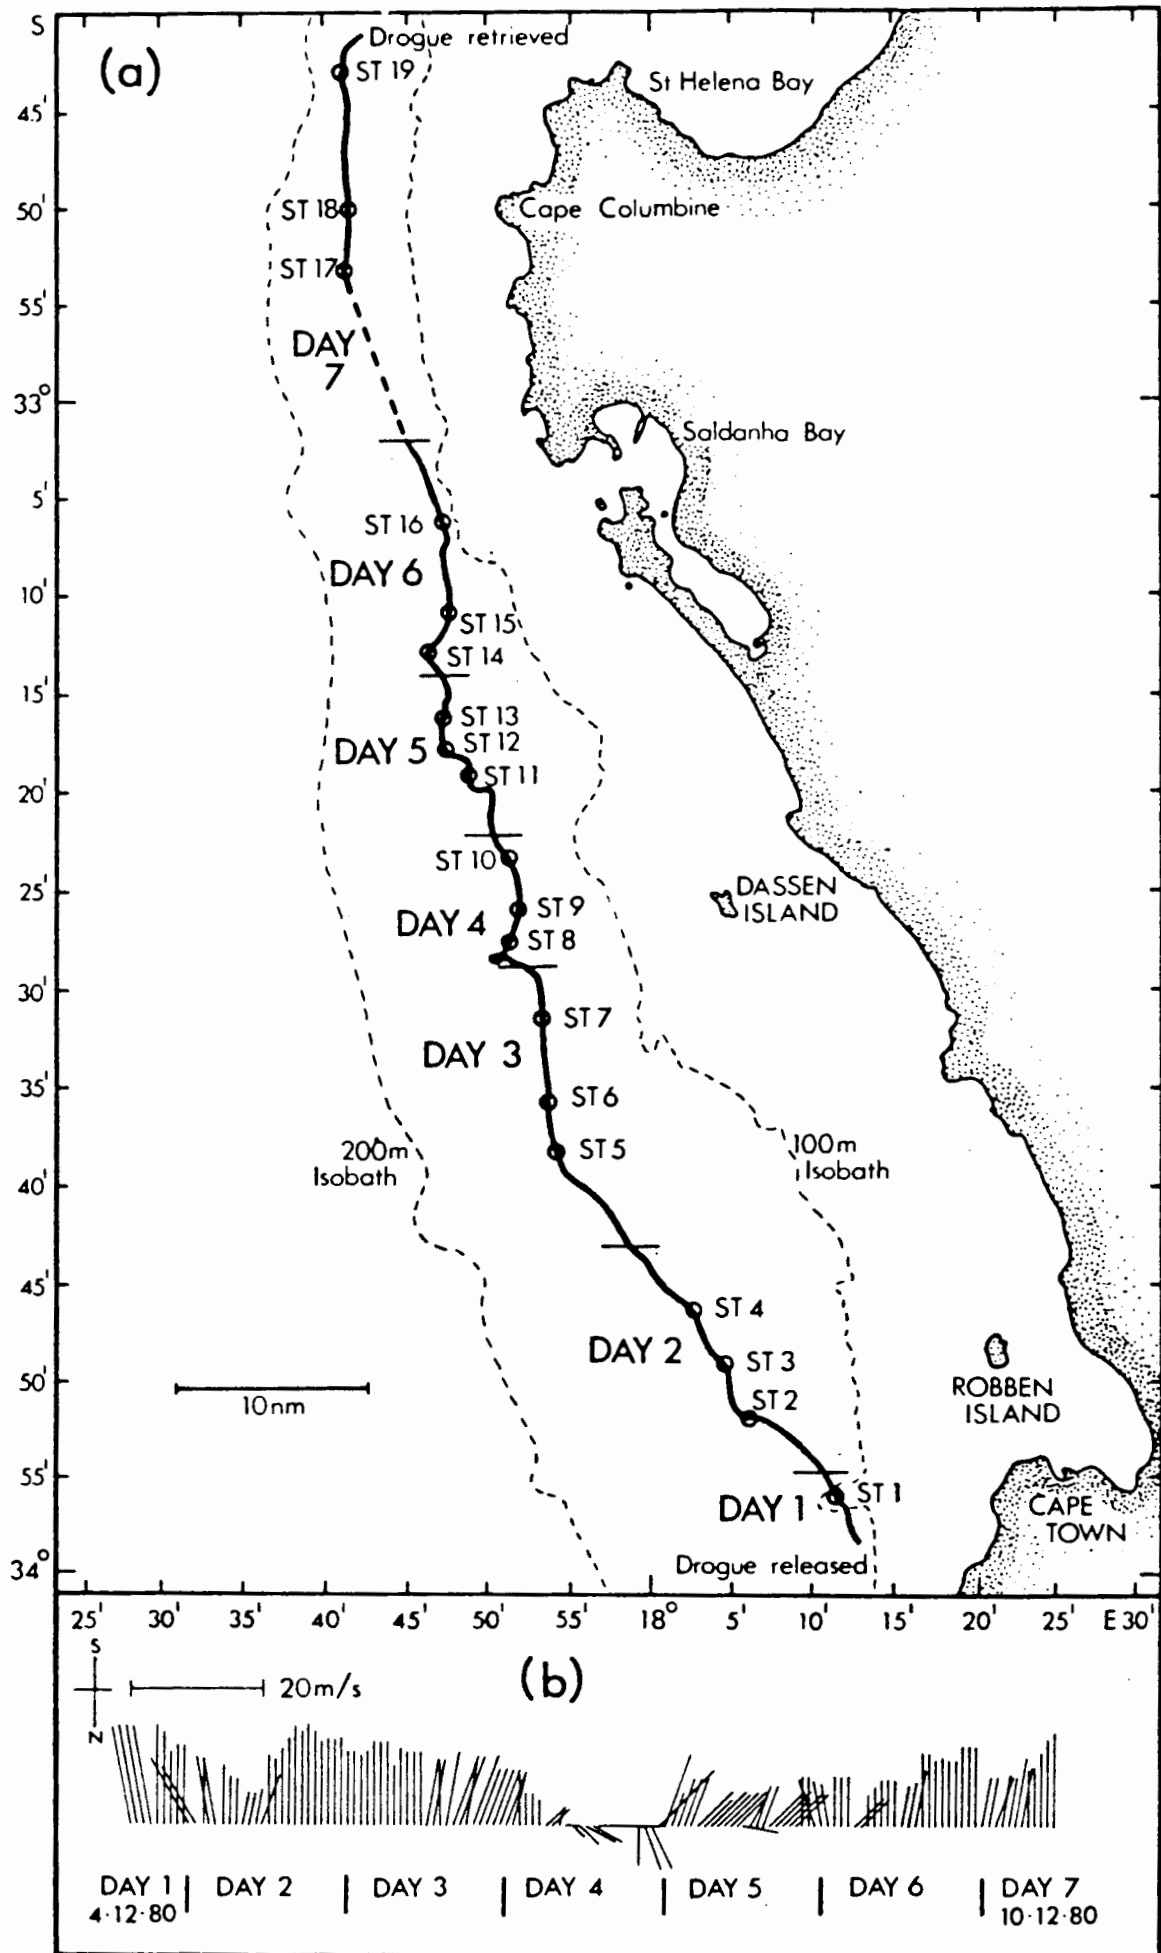 S
(a)
Drogue retrieved
ST 19
St Helena Bay
45'
50'
ST 18
Cape Columbine
ST 17
55'
DAY
7
33°
Saldanha Bay
5'
ST 16
DAY 6
10'
ST 15
ST 14
15'
ST 13
DAY 5
ST 12
ST 11
20'
ST 10
25'
DASSEN
ISLAND
ST 9
DAY 4
ST 8
30'
ST 7
DAY 3
35'
ST 6
200m
Isobath
ST 5
100m
Isobath
40'
45'
ST 4
DAY 2
ST 3
50'
10nm
ST 2
ROBBEN
ISLAND
55'
DAY 1
ST 1
CAPE
TOWN
Drogue released
34°
25' 30' 35' 40' 45' 50' 55' 18° 5' 10' 15' 20' 25' E 30'
S
N
20m/s
(b)
DAY 1 DAY 2 DAY 3 DAY 4 DAY 5 DAY 6 DAY 7
4·12·80 10·12·80